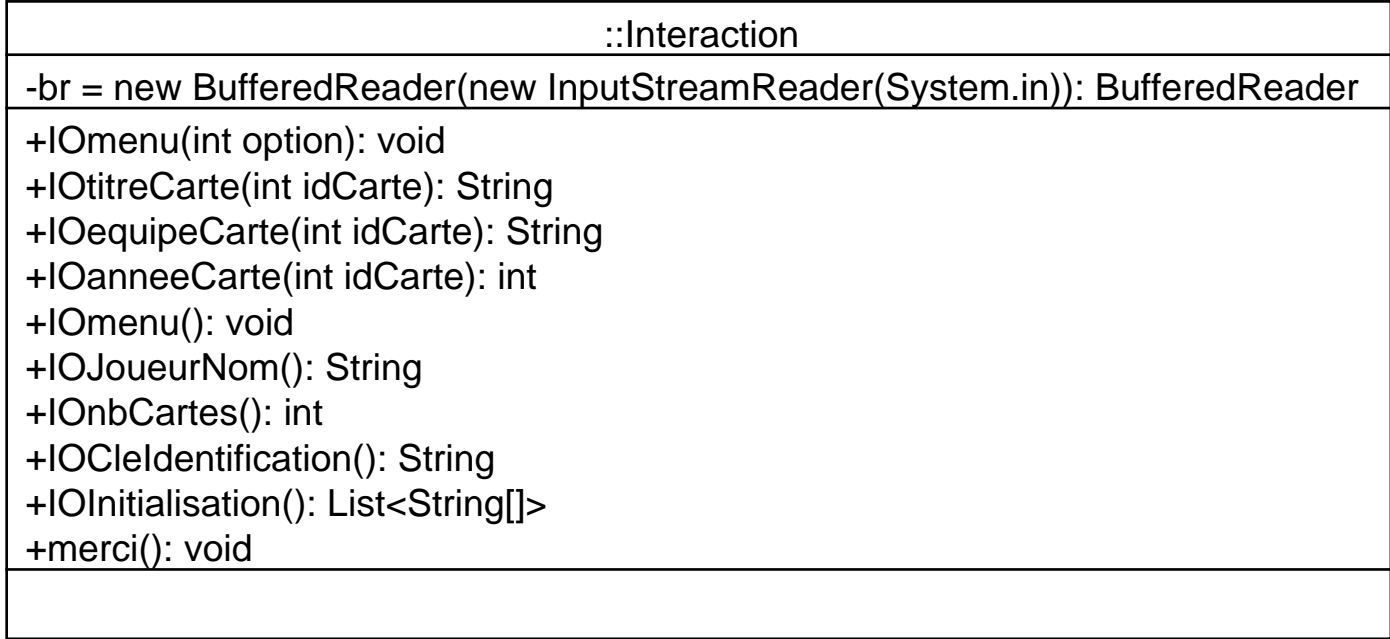 ::Interaction
-br = new BufferedReader(new InputStreamReader(System.in)): BufferedReader
+IOmenu(int option): void
+IOtitreCarte(int idCarte): String
+IOequipeCarte(int idCarte): String
+IOanneeCarte(int idCarte): int
+IOmenu(): void
+IOJoueurNom(): String
+IOnbCartes(): int
+IOCleIdentification(): String
+IOInitialisation(): List<String[]>
+merci(): void